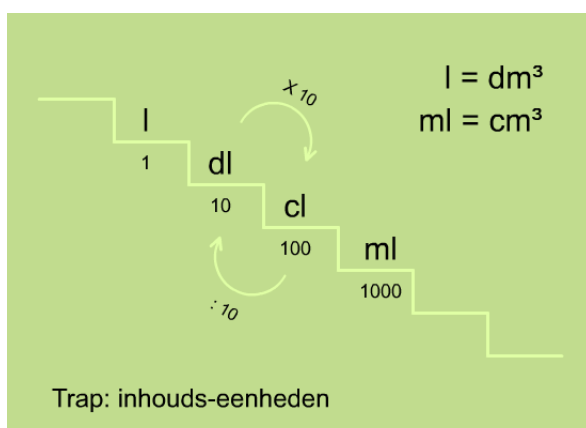 l = dm³
ml = cm³
X 10
l
1
dl
10
cl
100
ml
1000
: 10
Trap: inhouds-eenheden